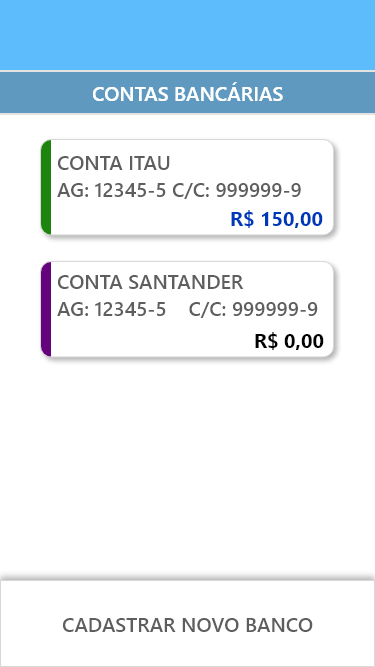 CONTAS BANCÁRIAS
CONTA ITAU
AG: 12345-5 C/C: 999999-9
R$ 150,00
CONTA SANTANDER
AG: 12345-5 C/C: 999999-9
R$ 0,00
CADASTRAR NOVO BANCO